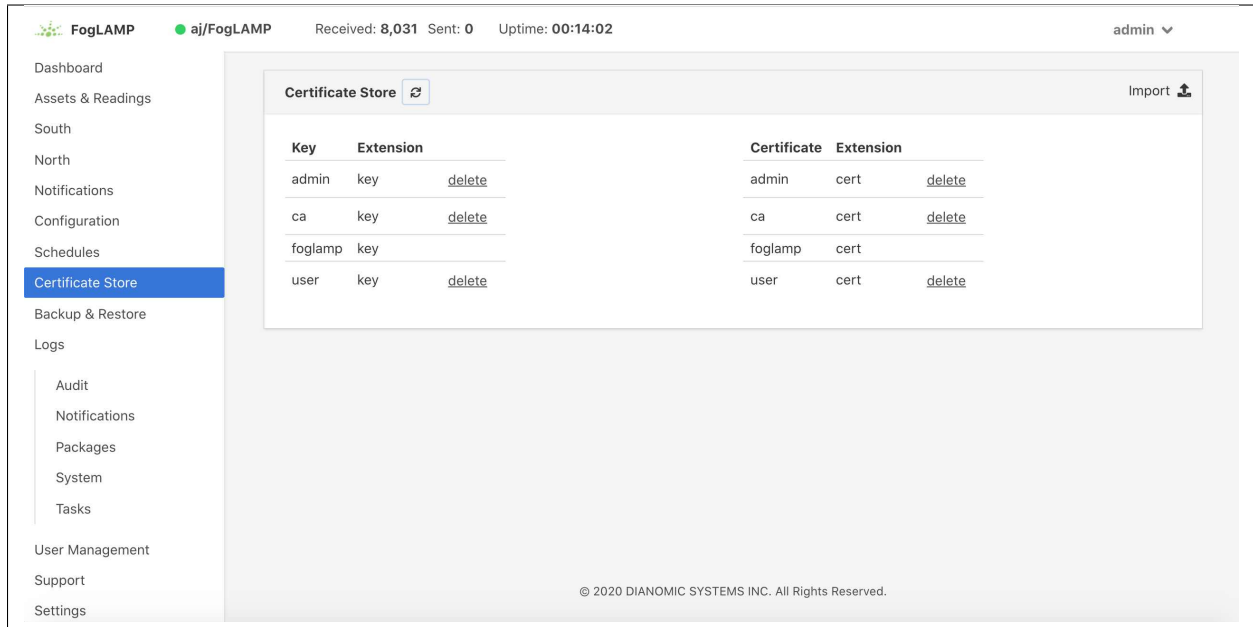 FogLAMP aj/FogLAMP Received: 8,031 Sent: 0 Uptime: 00:14:02 admin
Dashboard
Assets & Readings
South
North
Notifications
Configuration
Schedules
Certificate Store
Backup & Restore
Logs
Audit
Notifications
Packages
System
Tasks
User Management
Support
Settings
Certificate Store Import
Key Extension
admin key delete
ca key delete
foglamp key
user key delete
Certificate Extension
admin cert delete
ca cert delete
foglamp cert
user cert delete
© 2020 DIANOMIC SYSTEMS INC. All Rights Reserved.